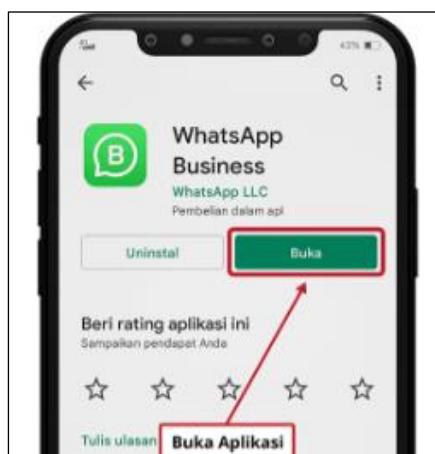 43%
WhatsApp
Business
WhatsApp LLC
Pembelian dalam apl
Uninstal
Buka
Beri rating aplikasi ini
Sampaikan pendapat Anda
Tulis ulasan
Buka Aplikasi